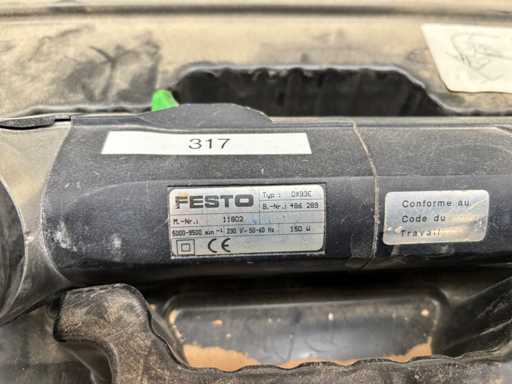 317
FESTO
Typ.: DX93E
B.-Nr.: 486 289
M.-Nr.: 11602
5000-9500 min⁻¹ 230 V~ 50-60 Hz 150 W
CE
Conforme au
Code du
Travail